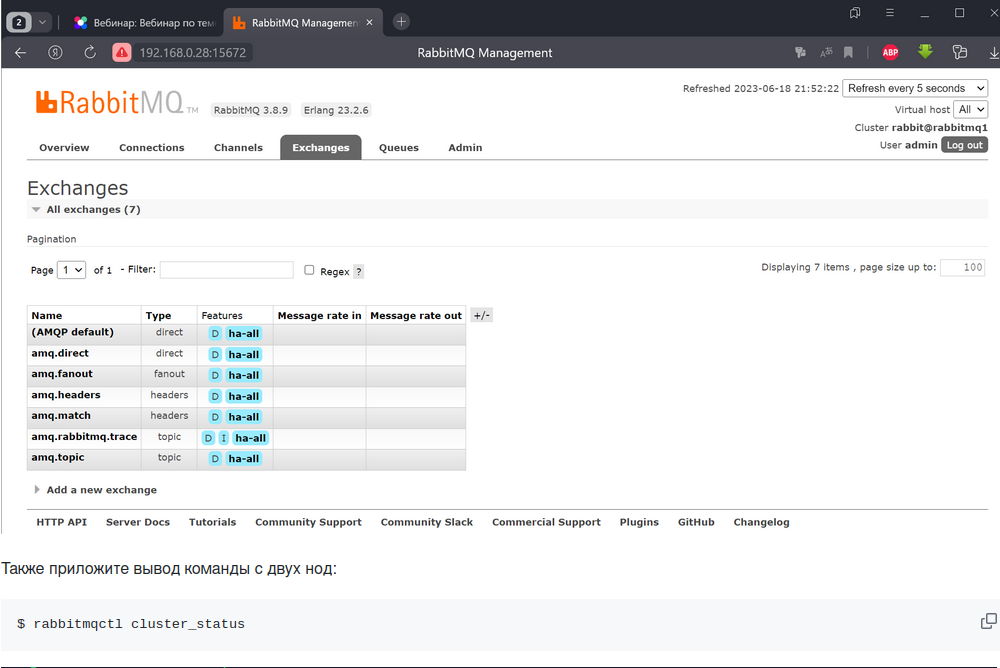 2
Вебинар: Вебинар по тем
RabbitMQ Managemen
192.168.0.28:15672
RabbitMQ Management
ABP
Refreshed 2023-06-18 21:52:22 Refresh every 5 seconds
RabbitMQ TM RabbitMQ 3.8.9 Erlang 23.2.6
Virtual host All
Cluster rabbit@rabbitmq1
User admin Log out
Overview Connections Channels Exchanges Queues Admin
Exchanges
All exchanges (7)
Pagination
Page 1 of 1 - Filter: Regex ? Displaying 7 items , page size up to: 100
Name Type Features Message rate in Message rate out +/-
(AMQP default) direct D ha-all
amq.direct direct D ha-all
amq.fanout fanout D ha-all
amq.headers headers D ha-all
amq.match headers D ha-all
amq.rabbitmq.trace topic D I ha-all
amq.topic topic D ha-all
Add a new exchange
HTTP API Server Docs Tutorials Community Support Community Slack Commercial Support Plugins GitHub Changelog
Также приложите вывод команды с двух нод:
$ rabbitmqctl cluster_status